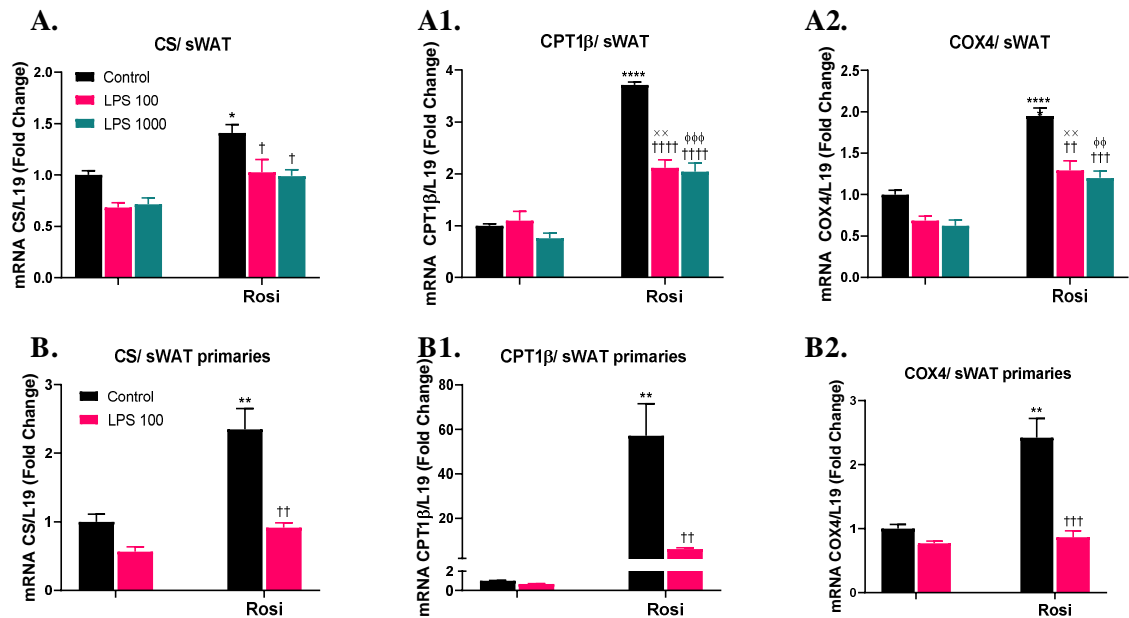 A.
CS/ sWAT
mRNA CS/L19 (Fold Change)
2.0
1.5
1.0
0.5
0.0
Control
LPS 100
LPS 1000
*
†
†
Rosi
A1.
CPT1β/ sWAT
mRNA CPT1β/L19 (Fold Change)
4
3
2
1
0
****
××
††††
ϕϕϕ
††††
Rosi
A2.
COX4/ sWAT
mRNA COX4/L19 (Fold Change)
2.5
2.0
1.5
1.0
0.5
0.0
****
*
××
††
ϕϕ
†††
Rosi
B.
CS/ sWAT primaries
mRNA CS/L19 (Fold Change)
3
2
1
0
Control
LPS 100
**
††
Rosi
B1.
CPT1β/ sWAT primaries
mRNA CPT1β/L19 (Fold Change)
80
60
40
20
2
0
**
††
Rosi
B2.
COX4/ sWAT primaries
mRNA COX4/L19 (Fold Change)
3
2
1
0
**
†††
Rosi